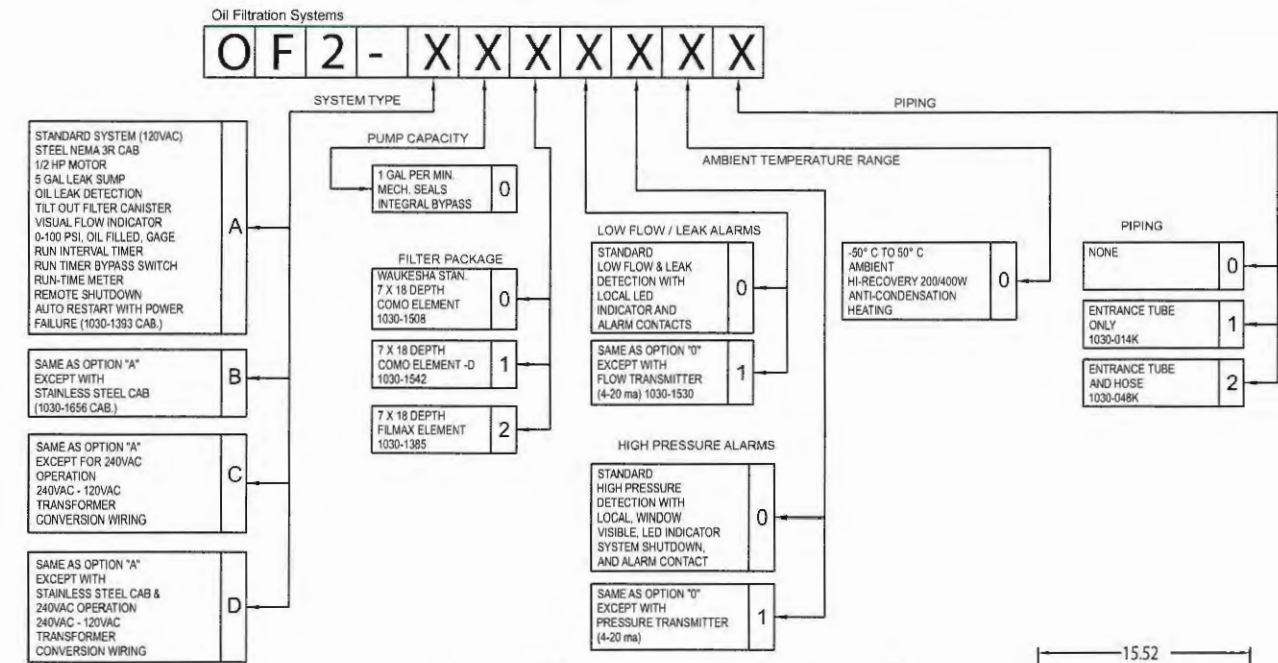 Oil Filtration Systems
O F 2 - X X X X X X X
SYSTEM TYPE
STANDARD SYSTEM (120VAC)
STEEL NEMA 3R CAB
1/2 HP MOTOR
5 GAL LEAK SUMP
OIL LEAK DETECTION
TILT OUT FILTER CANISTER
VISUAL FLOW INDICATOR
0-100 PSI, OIL FILLED, GAGE
RUN INTERVAL TIMER
RUN TIMER BYPASS SWITCH
RUN-TIME METER
REMOTE SHUTDOWN
AUTO RESTART WITH POWER
FAILURE (1030-1393 CAB.)
A
SAME AS OPTION "A"
EXCEPT WITH
STAINLESS STEEL CAB
(1030-1656 CAB.)
B
SAME AS OPTION "A"
EXCEPT FOR 240VAC
OPERATION
240VAC - 120VAC
TRANSFORMER
CONVERSION WIRING
C
SAME AS OPTION "A"
EXCEPT WITH
STAINLESS STEEL CAB &
240VAC OPERATION
240VAC - 120VAC
TRANSFORMER
CONVERSION WIRING
D
PUMP CAPACITY
1 GAL PER MIN.
MECH. SEALS
INTEGRAL BYPASS
0
FILTER PACKAGE
WAUKESHA STAN.
7 X 18 DEPTH
COMO ELEMENT
1030-1508
0
7 X 18 DEPTH
COMO ELEMENT -D
1030-1542
1
7 X 18 DEPTH
FILMAX ELEMENT
1030-1385
2
LOW FLOW / LEAK ALARMS
STANDARD
LOW FLOW & LEAK
DETECTION WITH
LOCAL LED
INDICATOR AND
ALARM CONTACTS
0
SAME AS OPTION "0"
EXCEPT WITH
FLOW TRANSMITTER
(4-20 ma) 1030-1530
1
HIGH PRESSURE ALARMS
STANDARD
HIGH PRESSURE
DETECTION WITH
LOCAL, WINDOW
VISIBLE, LED INDICATOR
SYSTEM SHUTDOWN,
AND ALARM CONTACT
0
SAME AS OPTION "0"
EXCEPT WITH
PRESSURE TRANSMITTER
(4-20 ma)
1
AMBIENT TEMPERATURE RANGE
-50° C TO 50° C
AMBIENT
HI-RECOVERY 200/400W
ANTI-CONDENSATION
HEATING
0
PIPING
PIPING
NONE
0
ENTRANCE TUBE
ONLY
1030-014K
1
ENTRANCE TUBE
AND HOSE
1030-048K
2
15.52